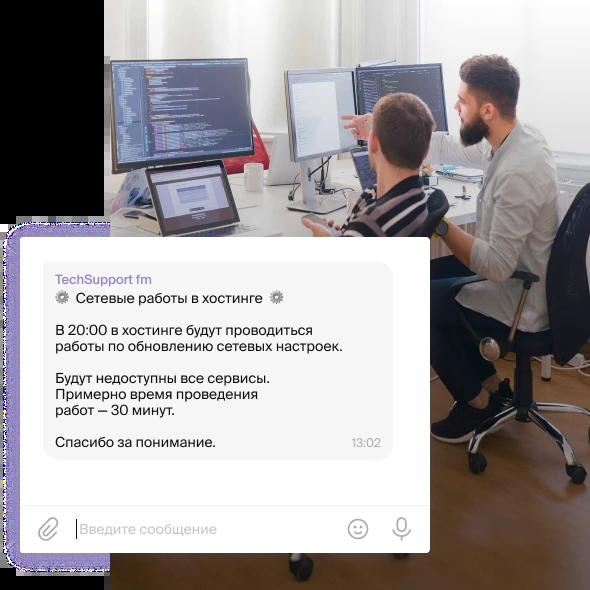 TechSupport fm
Сетевые работы в хостинге
В 20:00 в хостинге будут проводиться
работы по обновлению сетевых настроек.
Будут недоступны все сервисы.
Примерно время проведения
работ — 30 минут.
Спасибо за понимание.
13:02
Введите сообщение